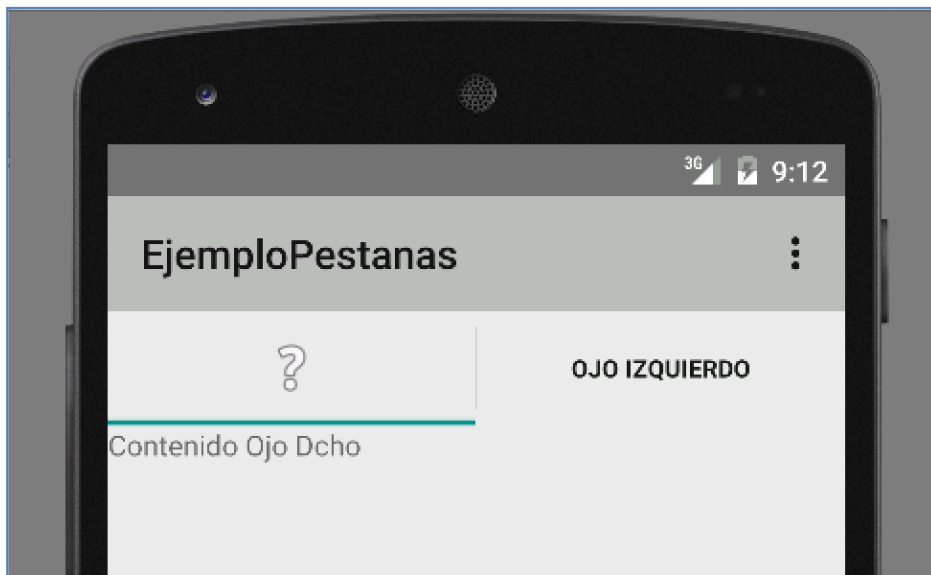 3G 9:12
EjemploPestanas
OJO IZQUIERDO
Contenido Ojo Dcho